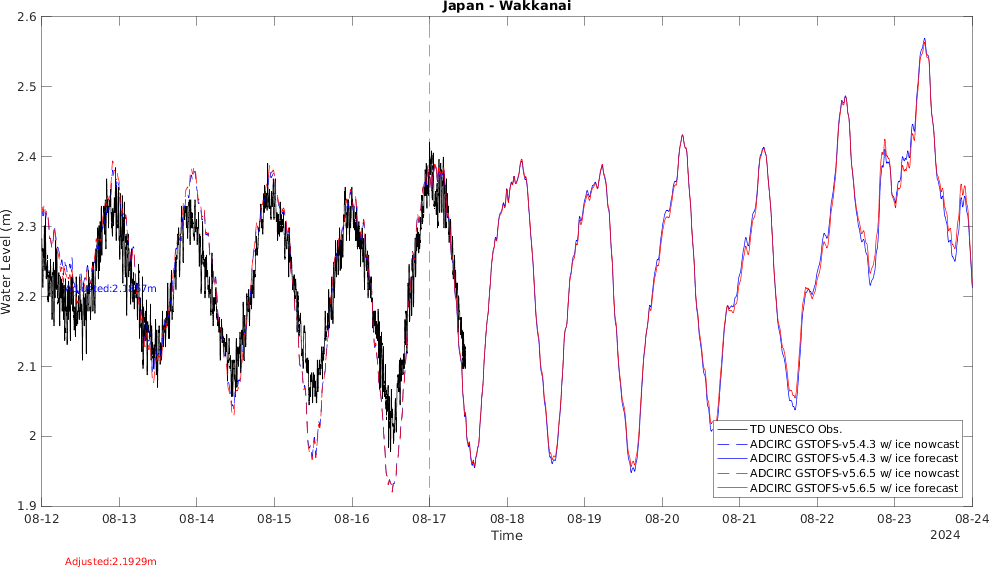 Japan - Wakkanai
Water Level (m)
2.6
2.5
2.4
2.3
2.2
2.1
2
1.9
TD UNESCO Obs.
ADCIRC GSTOFS-v5.4.3 w/ ice nowcast
ADCIRC GSTOFS-v5.4.3 w/ ice forecast
ADCIRC GSTOFS-v5.6.5 w/ ice nowcast
ADCIRC GSTOFS-v5.6.5 w/ ice forecast
08-12 08-13 08-14 08-15 08-16 08-17 08-18 08-19 08-20 08-21 08-22 08-23 08-24
Time
2024
Adjusted:2.1929m